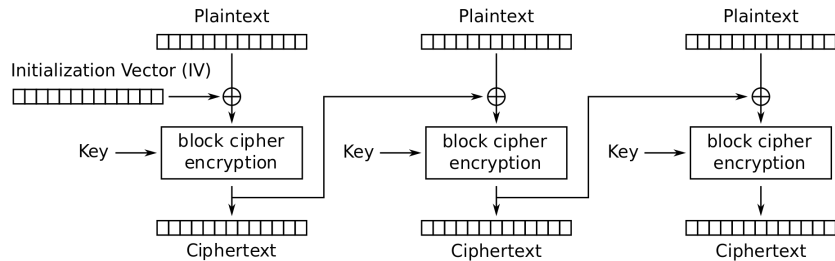 Plaintext
Plaintext
Plaintext
Initialization Vector (IV)
Key
block cipher
encryption
Key
block cipher
encryption
Key
block cipher
encryption
Ciphertext
Ciphertext
Ciphertext